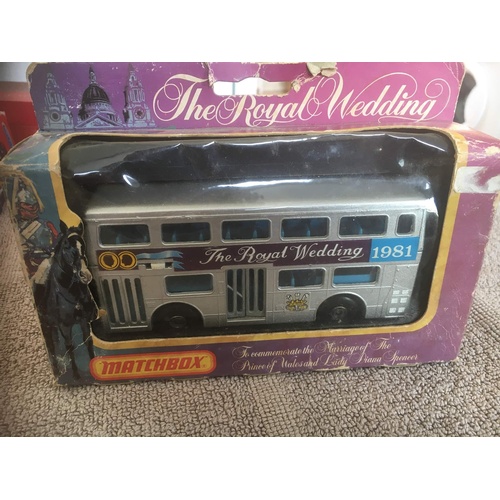 The Royal Wedding
The Royal Wedding 1981
MATCHBOX
To commemorate the Marriage of The
Prince of Wales and Lady Diana Spencer